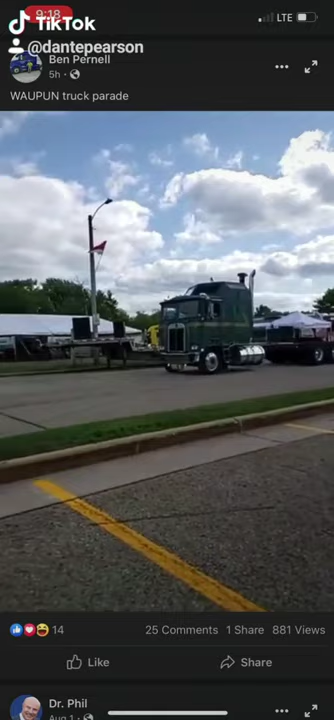 9:18
LTE
TikTok
@dantepearson
Ben Pernell
5h ·
WAUPUN truck parade
14
25 Comments 1 Share 881 Views
Like
Share
Dr. Phil
Aug 1 ·